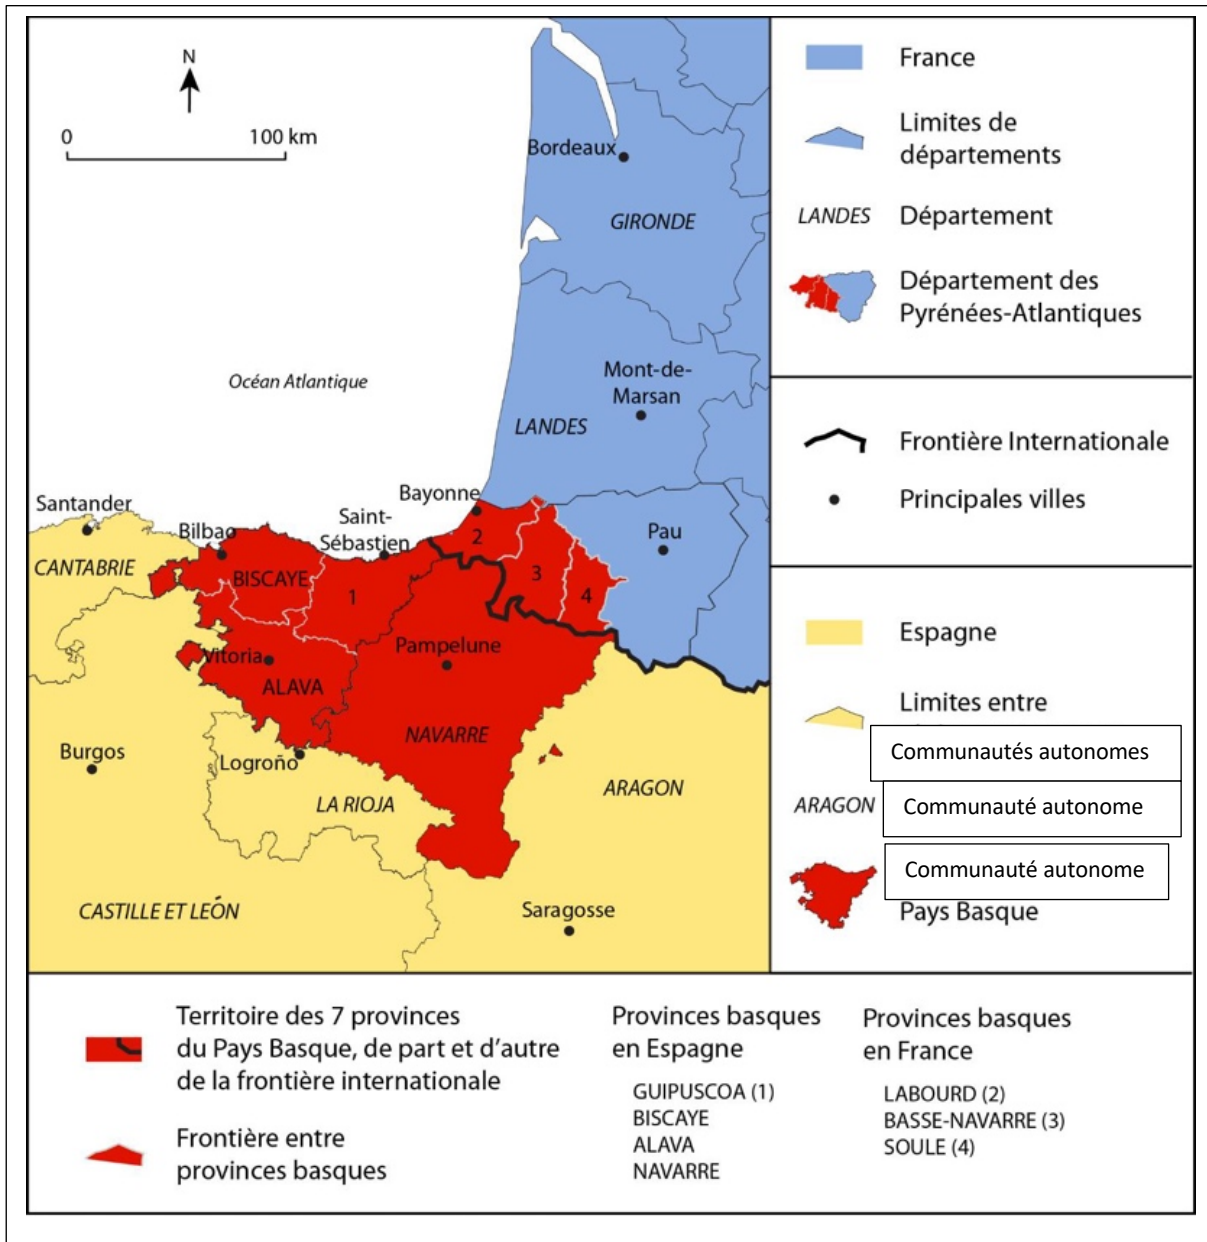 N
0 100 km
Bordeaux
GIRONDE
Océan Atlantique
Mont-de-
Marsan
LANDES
Bayonne
Santander
Saint-
Sébastien
Bilbao
Pau
2
CANTABRIE
BISCAYE
3
1
4
Pampelune
Vitoria
ALAVA
NAVARRE
Burgos
Logroño
ARAGON
LA RIOJA
CASTILLE ET LEÓN
Saragosse
France
Limites de
départements
LANDES Département
Département des
Pyrénées-Atlantiques
Frontière Internationale
Principales villes
Espagne
Limites entre
Communautés autonomes
ARAGON Communauté autonome
Communauté autonome
Pays Basque
Territoire des 7 provinces
du Pays Basque, de part et d'autre
de la frontière internationale
Frontière entre
provinces basques
Provinces basques
en Espagne
GUIPUSCOA (1)
BISCAYE
ALAVA
NAVARRE
Provinces basques
en France
LABOURD (2)
BASSE-NAVARRE (3)
SOULE (4)